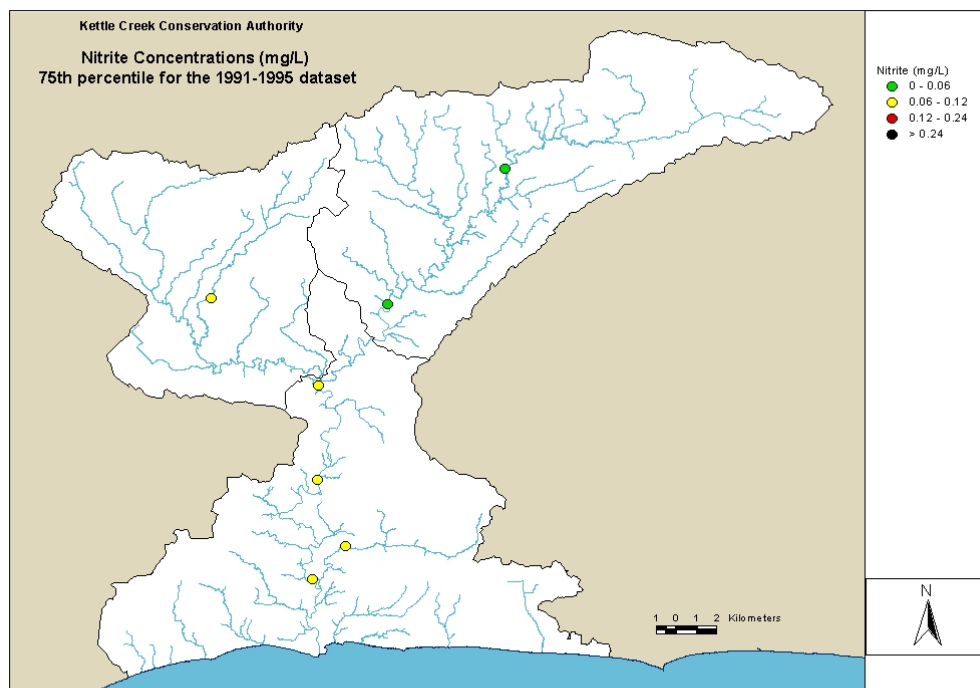 Kettle Creek Conservation Authority
Nitrite Concentrations (mg/L)
75th percentile for the 1991-1995 dataset
Nitrite (mg/L)
0 - 0.06
0.06 - 0.12
0.12 - 0.24
> 0.24
1 0 1 2 Kilometers
N